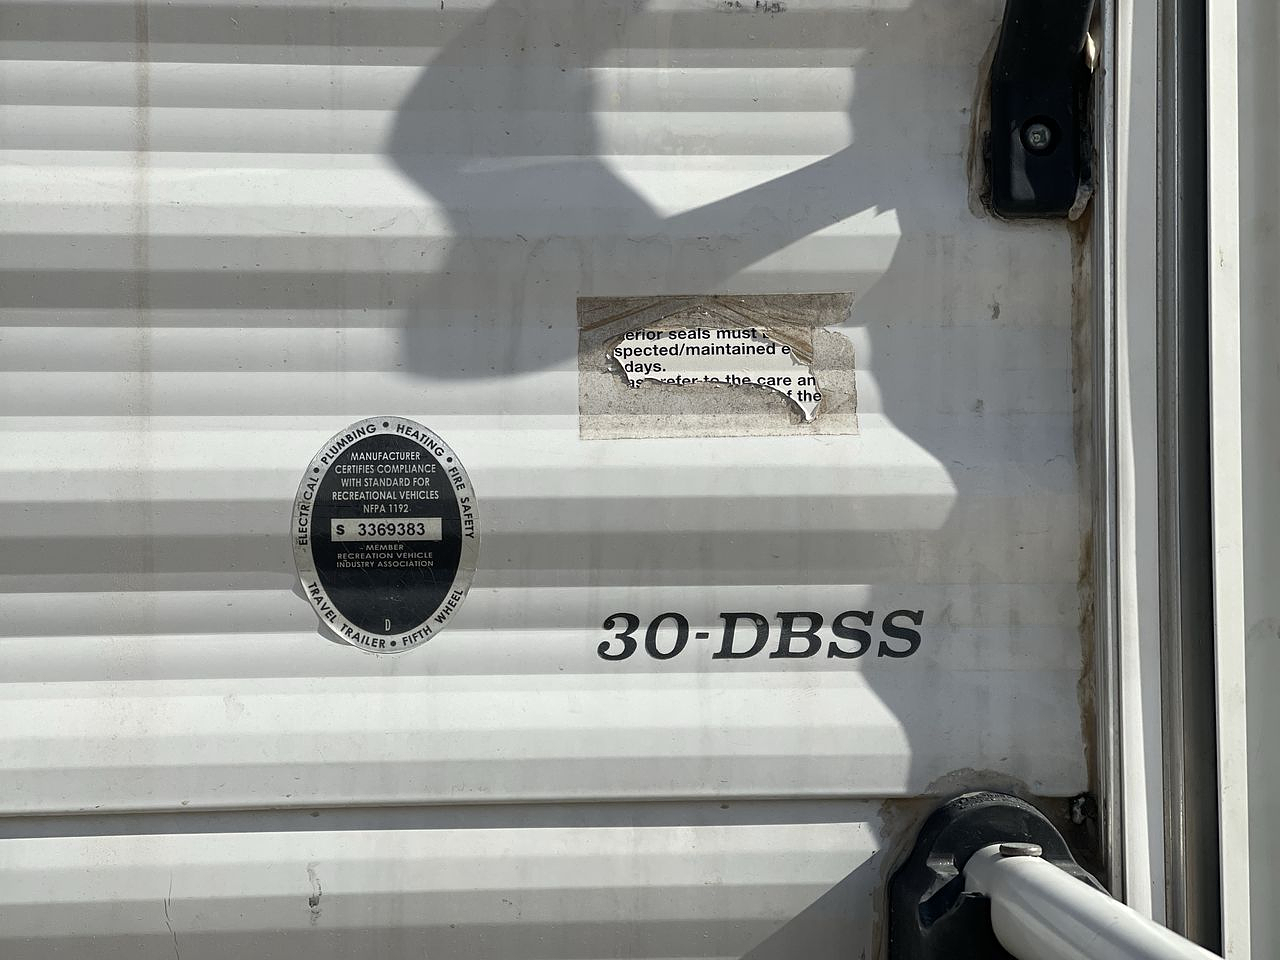 erior seals must
spected/maintained e
days.
refer to the care an
f the
ELECTRICAL • PLUMBING • HEATING • FIRE SAFETY
MANUFACTURER
CERTIFIES COMPLIANCE
WITH STANDARD FOR
RECREATIONAL VEHICLES
NFPA 1192
S 3369383
MEMBER
RECREATION VEHICLE
INDUSTRY ASSOCIATION
D
TRAVEL TRAILER • FIFTH WHEEL
30-DBSS